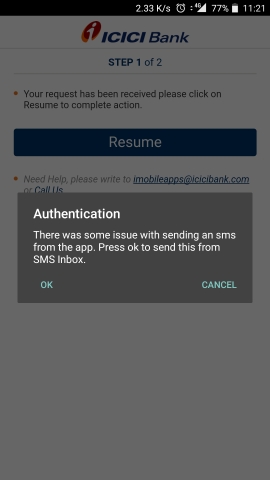 2.33 K/s 4G 77% 11:21
ICICI Bank
STEP 1 of 2
Your request has been received please click on
Resume to complete action.
Resume
Need Help, please write to imobileapps@icicibank.com
or Call Us
Authentication
There was some issue with sending an sms
from the app. Press ok to send this from
SMS Inbox.
OK CANCEL